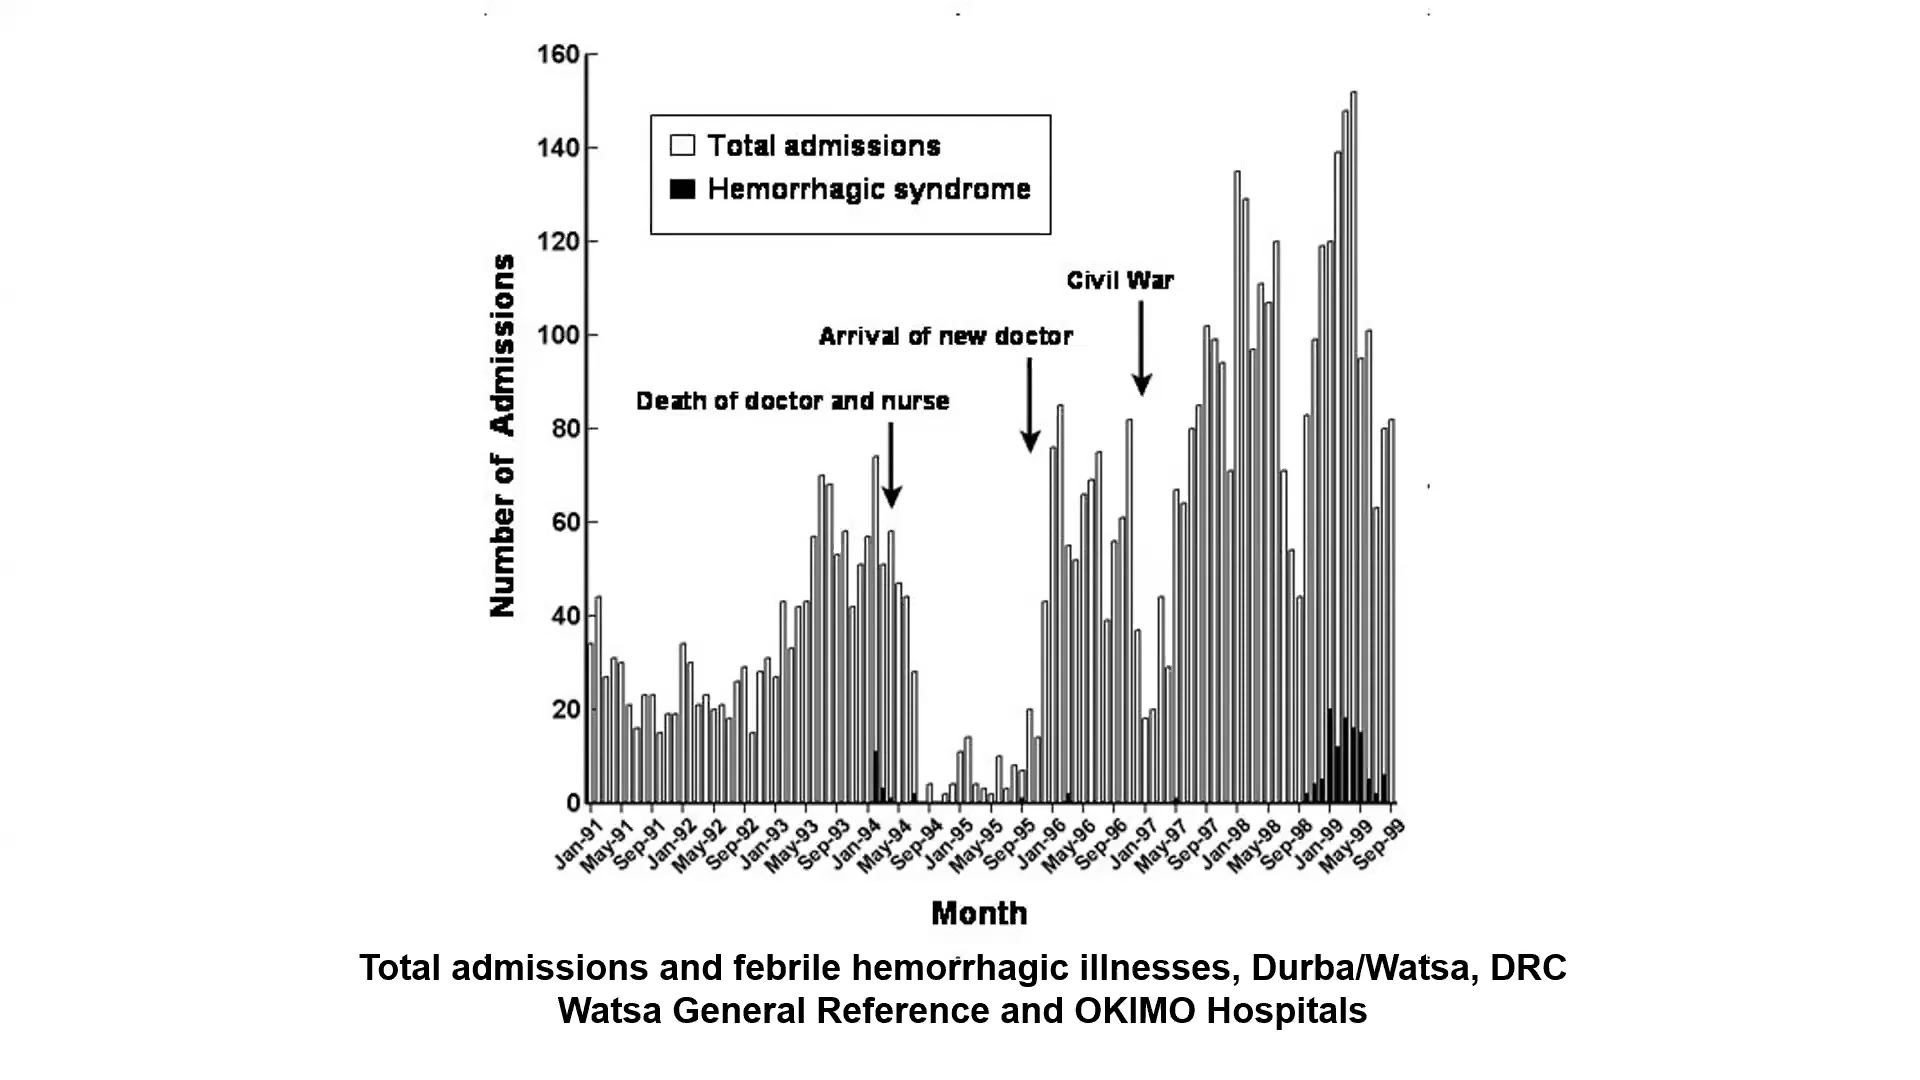 160
140
120
100
80
60
40
20
0
Number of Admissions
Total admissions
Hemorrhagic syndrome
Civil War
Arrival of new doctor
Death of doctor and nurse
Jan-91
May-91
Sep-91
Jan-92
May-92
Sep-92
Jan-93
May-93
Sep-93
Jan-94
May-94
Sep-94
Jan-95
May-95
Sep-95
Jan-96
May-96
Sep-96
Jan-97
May-97
Sep-97
Jan-98
May-98
Sep-98
Jan-99
May-99
Sep-99
Month
Total admissions and febrile hemorrhagic illnesses, Durba/Watsa, DRC
Watsa General Reference and OKIMO Hospitals